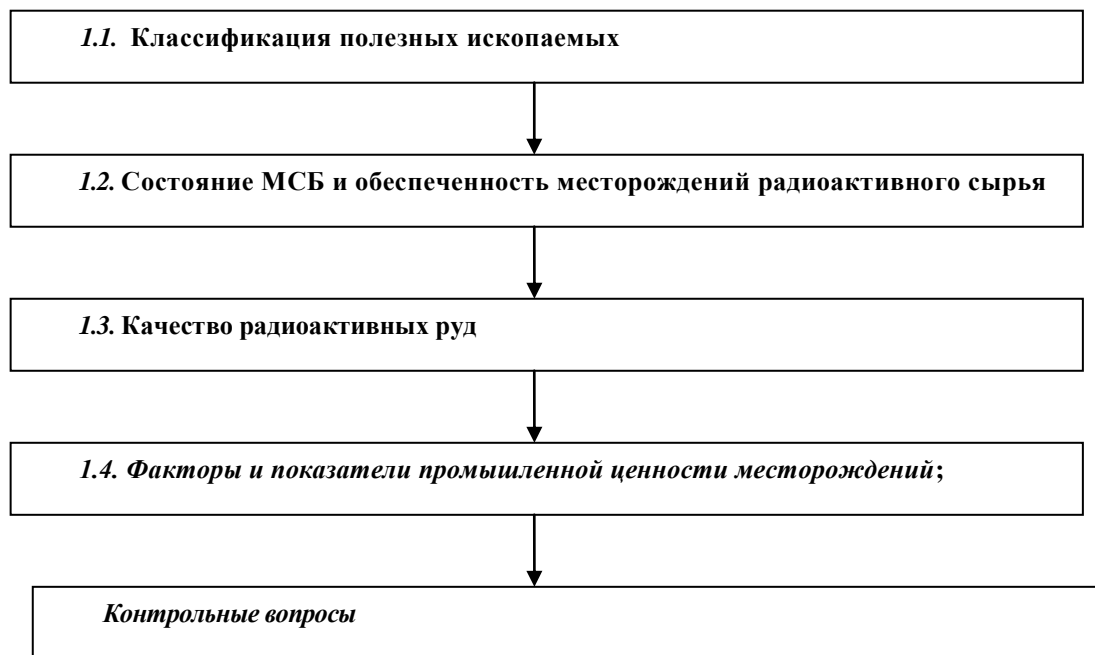 1.1. Классификация полезных ископаемых
1.2. Состояние МСБ и обеспеченность месторождений радиоактивного сырья
1.3. Качество радиоактивных руд
1.4. Факторы и показатели промышленной ценности месторождений;
Контрольные вопросы